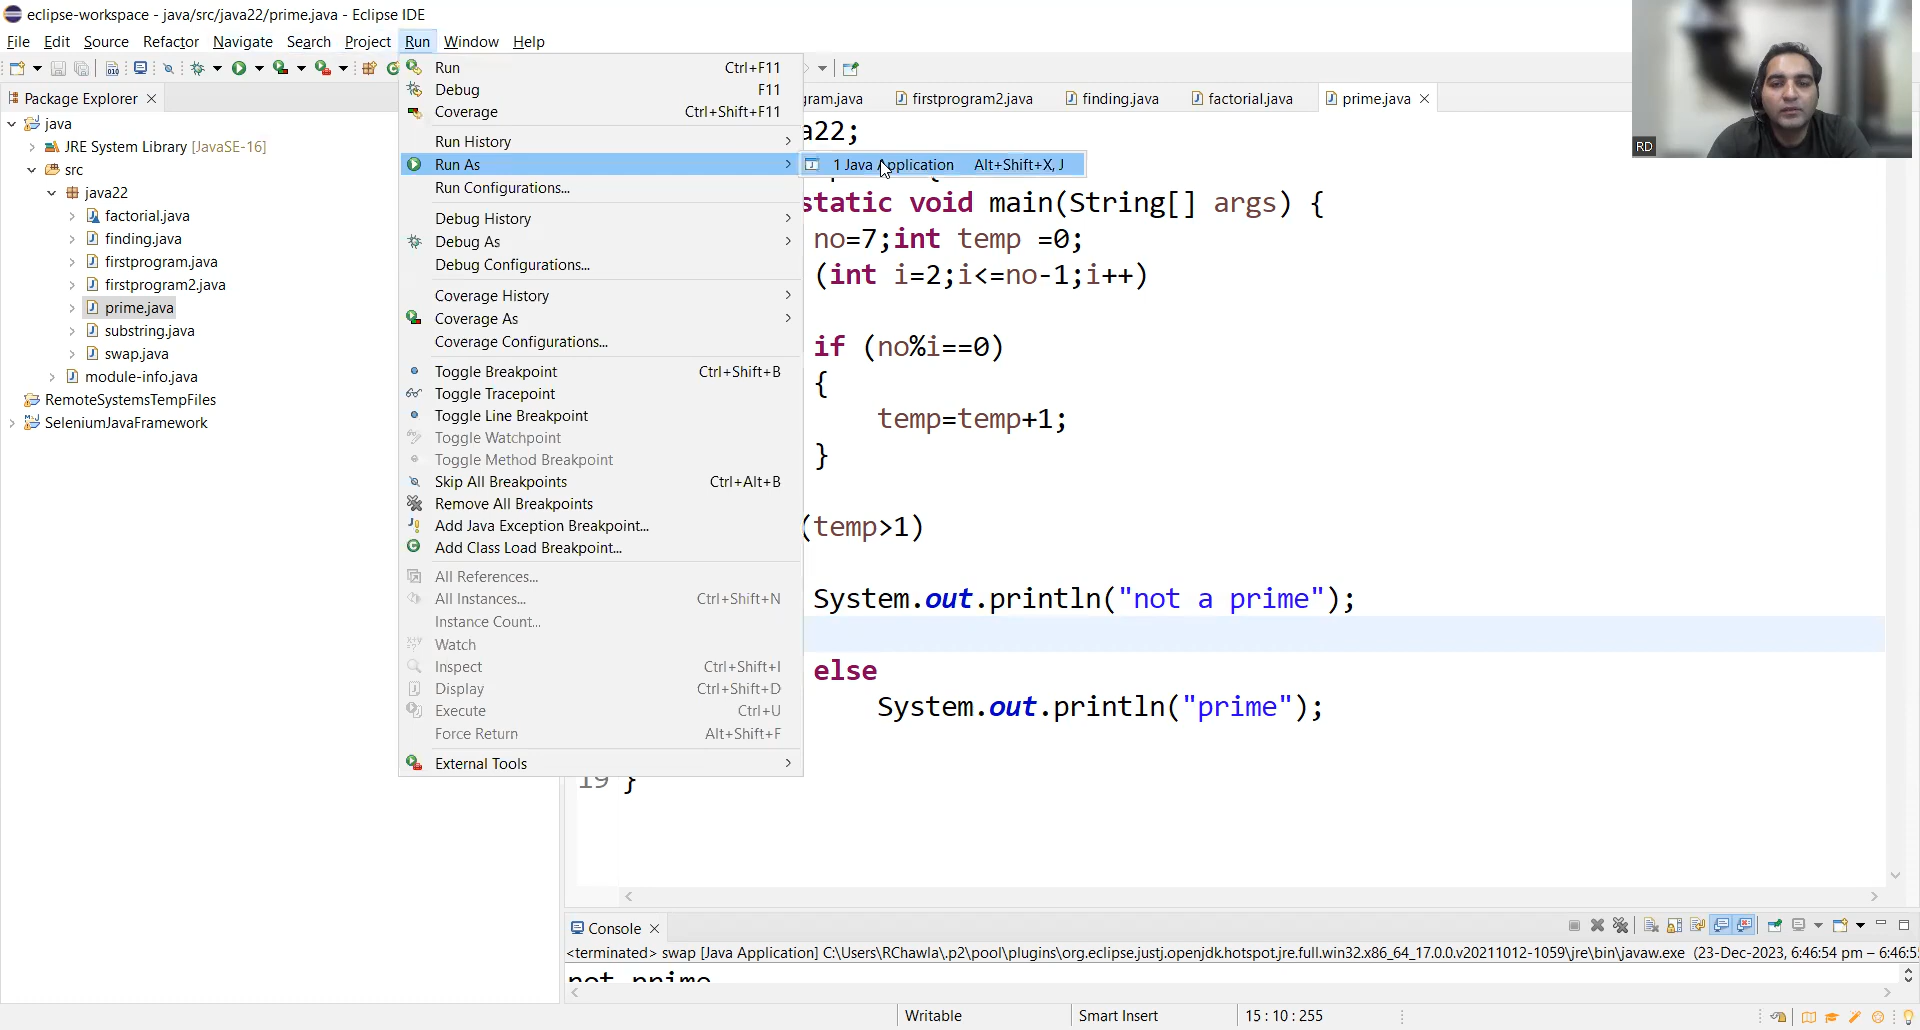 eclipse-workspace - java/src/java22/prime.java - Eclipse IDE
File Edit Source Refactor Navigate Search Project Run Window Help
Package Explorer
java
JRE System Library [JavaSE-16]
src
java22
factorial.java
finding.java
firstprogram.java
firstprogram2.java
prime.java
substring.java
swap.java
module-info.java
RemoteSystemsTempFiles
SeleniumJavaFramework
Run Ctrl+F11
Debug F11
Coverage Ctrl+Shift+F11
Run History
Run As
Run Configurations...
Debug History
Debug As
Debug Configurations...
Coverage History
Coverage As
Coverage Configurations...
Toggle Breakpoint Ctrl+Shift+B
Toggle Tracepoint
Toggle Line Breakpoint
Toggle Watchpoint
Toggle Method Breakpoint
Skip All Breakpoints Ctrl+Alt+B
Remove All Breakpoints
Add Java Exception Breakpoint...
Add Class Load Breakpoint...
All References...
All Instances... Ctrl+Shift+N
Instance Count...
Watch
Inspect Ctrl+Shift+I
Display Ctrl+Shift+D
Execute Ctrl+U
Force Return Alt+Shift+F
External Tools
1 Java Application Alt+Shift+X, J
gram.java firstprogram2.java finding.java factorial.java prime.java
a22;
static void main(String[] args) {
no=7;int temp =0;
(int i=2;i<=no-1;i++)
if (no%i==0)
{
temp=temp+1;
}
(temp>1)
System.out.println("not a prime");
else
System.out.println("prime");
19 }
RD
Console
<terminated> swap [Java Application] C:\Users\RChawla\.p2\pool\plugins\org.eclipse.justj.openjdk.hotspot.jre.full.win32.x86_64_17.0.0.v20211012-1059\jre\bin\javaw.exe (23-Dec-2023, 6:46:54 pm – 6:46:5
not prime
Writable Smart Insert 15 : 10 : 255